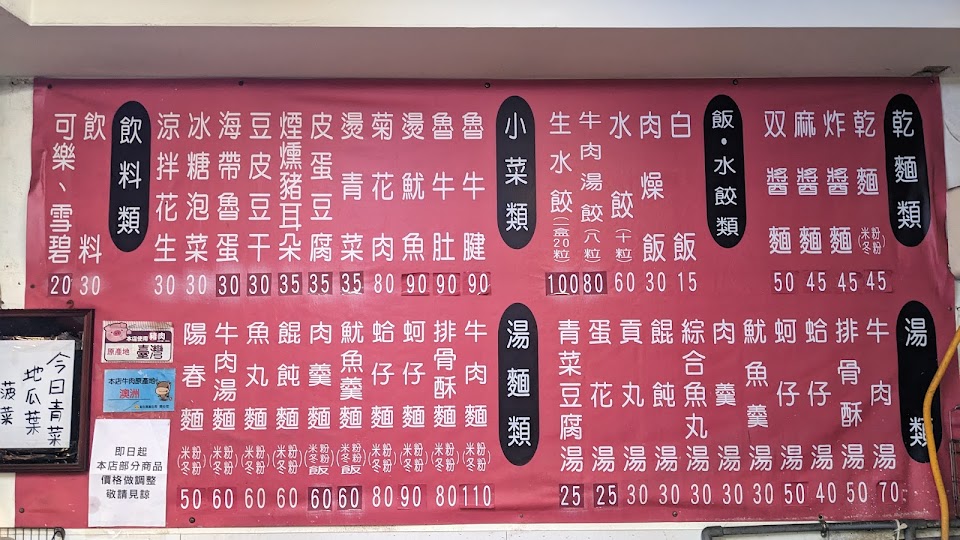 乾麵類
乾麵(米粉 冬粉) 45
炸醬麵 45
麻醬麵 45
双醬麵 50
飯・水餃類
白飯 15
肉燥飯 30
水餃(十粒) 60
牛肉湯餃(八粒) 80
生水餃(盒20粒) 100
小菜類
魯牛腱 90
魯牛肚 90
燙魷魚 90
菊花肉 80
燙青菜 35
皮蛋豆腐 35
煙燻豬耳朵 35
豆皮豆干 30
海帶魯蛋 30
冰糖泡菜 30
涼拌花生 30
飲料類
飲料 30
可樂、雪碧 20
湯類
牛肉湯 70
排骨酥湯 50
蛤仔湯 40
蚵仔湯 50
魷魚羹湯 30
肉羹湯 30
綜合魚丸湯 30
餛飩湯 30
貢丸湯 30
蛋花湯 25
青菜豆腐湯 25
湯麵類
牛肉麵(米粉 冬粉) 110
排骨酥麵(米粉 冬粉) 80
蚵仔麵(米粉 冬粉) 90
蛤仔麵(米粉 冬粉) 80
魷魚羹麵(米粉 冬粉)飯 60
肉羹麵(米粉 冬粉)飯 60
餛飩麵(米粉 冬粉) 60
魚丸麵(米粉 冬粉) 60
牛肉湯麵(米粉 冬粉) 60
陽春麵(米粉 冬粉) 50
本店使用豬肉
原產地 臺灣
本店牛肉原產地
澳洲
即日起
本店部分商品
價格做調整
敬請見諒
今日青菜
地瓜葉
菠菜